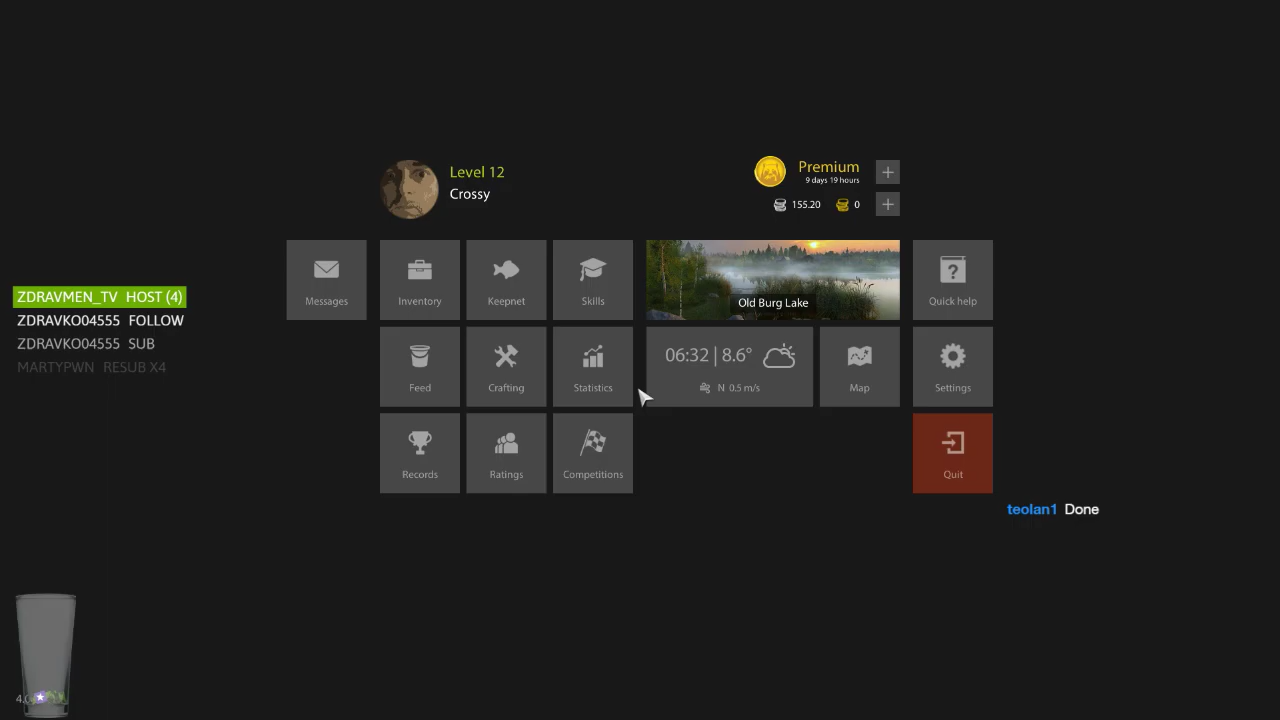 Level 12
Crossy
Premium
9 days 19 hours
155.20
0
Messages
Inventory
Keepnet
Skills
Old Burg Lake
Quick help
ZDRAVMEN_TV HOST (4)
ZDRAVKO04555 FOLLOW
ZDRAVKO04555 SUB
MARTYPWN RESUB X4
Feed
Crafting
Statistics
06:32 | 8.6°
N 0.5 m/s
Map
Settings
Records
Ratings
Competitions
Quit
teolan1 Done